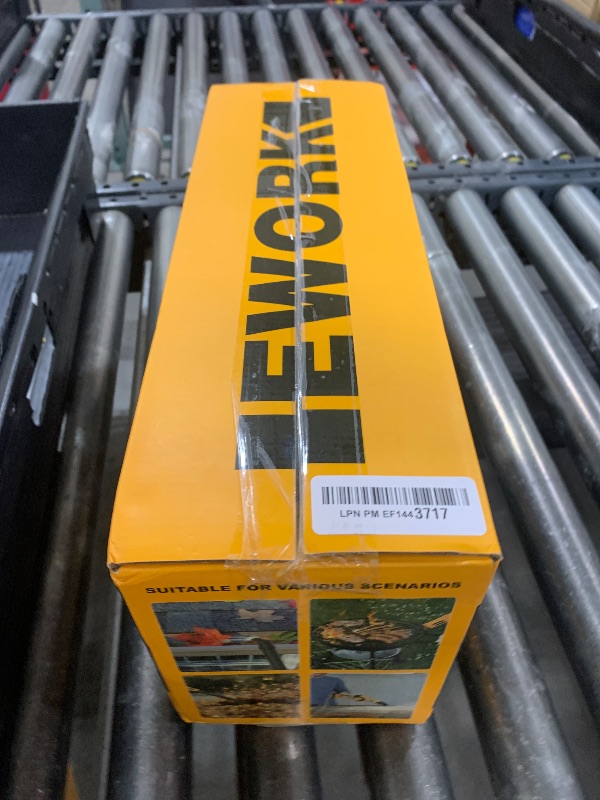 EWORK
LPN PM EF1443717
SUITABLE FOR VARIOUS SCENARIOS